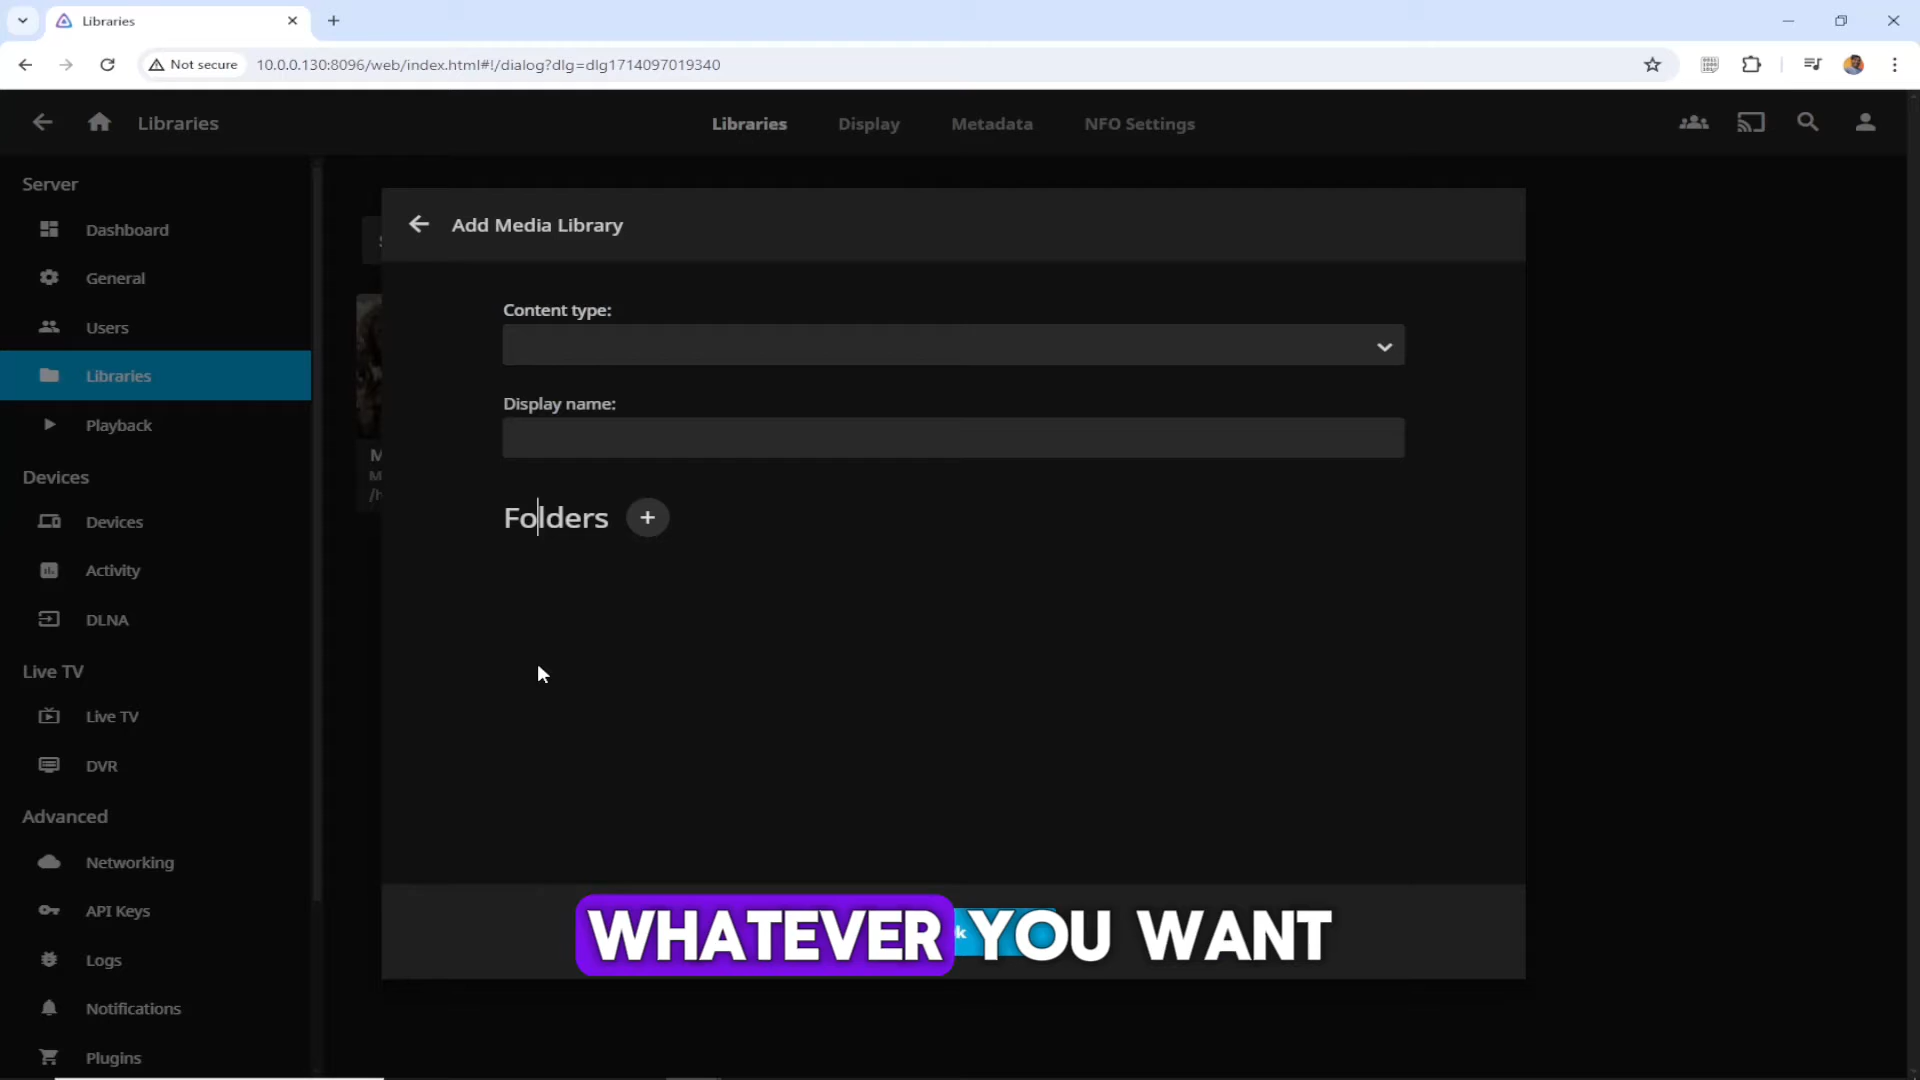 Libraries
Not secure
10.0.0.130:8096/web/index.html#!/dialog?dlg=dlg1714097019340
Libraries
Libraries
Display
Metadata
NFO Settings
Server
Dashboard
General
Users
Libraries
Playback
Devices
Devices
Activity
DLNA
Live TV
Live TV
DVR
Advanced
Networking
API Keys
Logs
Notifications
Plugins
Add Media Library
Content type:
Display name:
Folders
WHATEVER YOU WANT